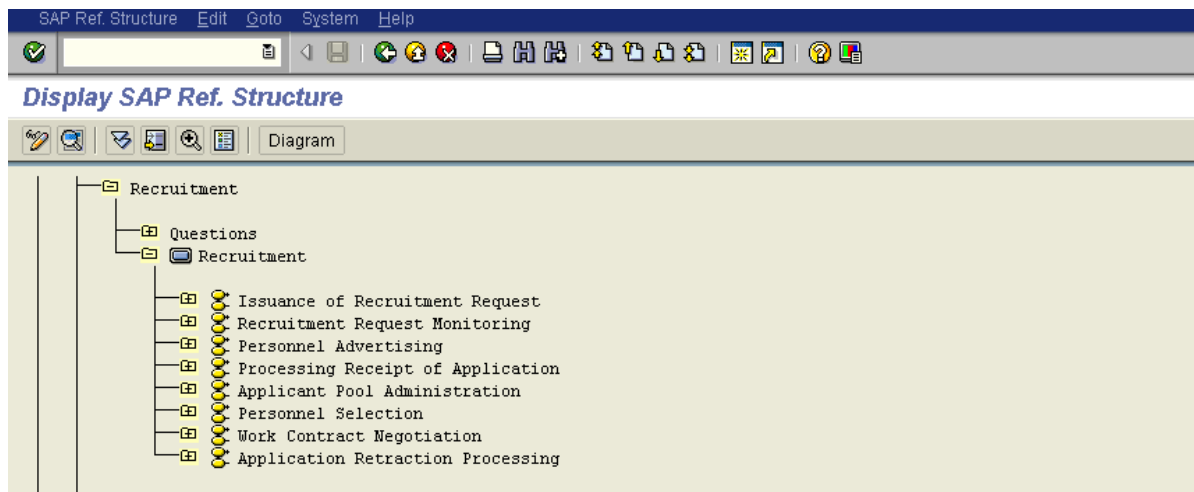 SAP Ref. Structure Edit Goto System Help
Display SAP Ref. Structure
Diagram
Recruitment
Questions
Recruitment
Issuance of Recruitment Request
Recruitment Request Monitoring
Personnel Advertising
Processing Receipt of Application
Applicant Pool Administration
Personnel Selection
Work Contract Negotiation
Application Retraction Processing